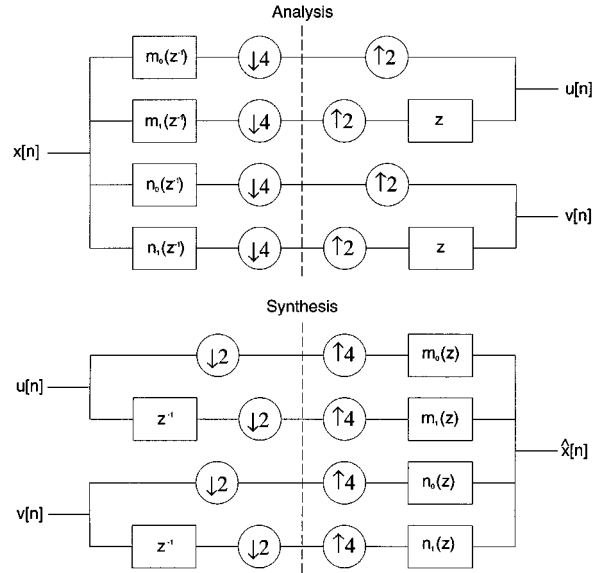 Analysis
m₀(z⁻¹) ↓4 ↑2
u[n]
m₁(z⁻¹) ↓4 ↑2 z
x[n]
n₀(z⁻¹) ↓4 ↑2
v[n]
n₁(z⁻¹) ↓4 ↑2 z
Synthesis
↓2 ↑4 m₀(z)
u[n]
z⁻¹ ↓2 ↑4 m₁(z)
x̂[n]
↓2 ↑4 n₀(z)
v[n]
z⁻¹ ↓2 ↑4 n₁(z)